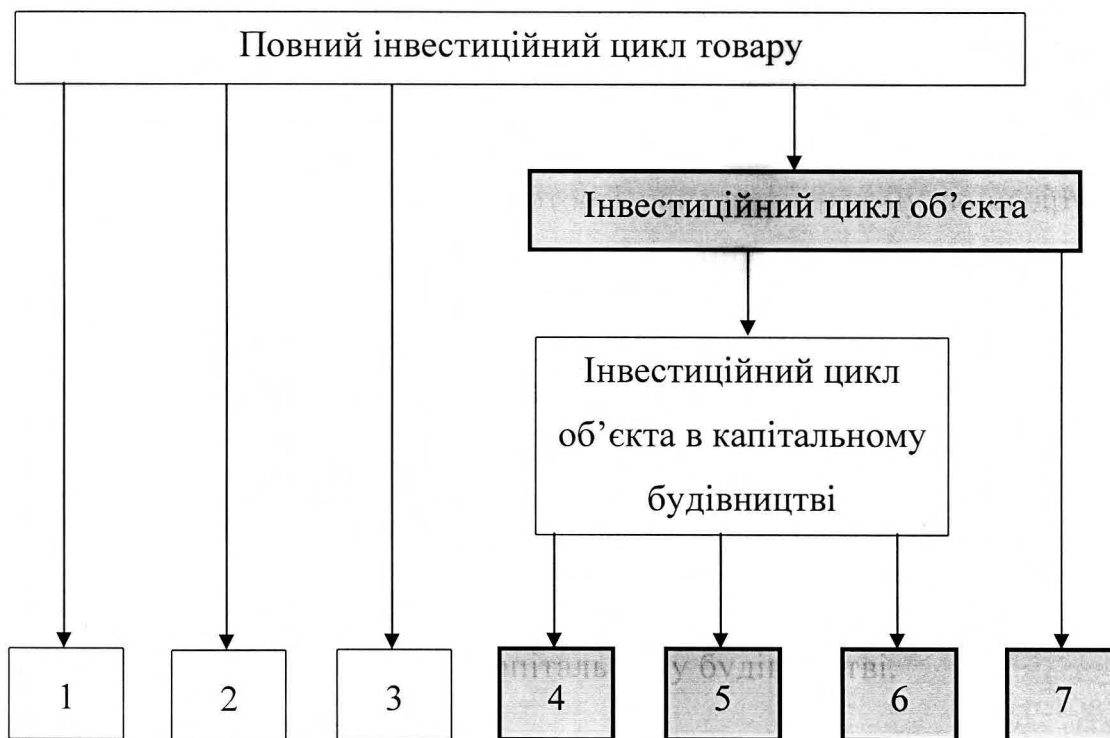 Повний інвестиційний цикл товару
Інвестиційний цикл об’єкта
Інвестиційний цикл
об’єкта в капітальному
будівництві
1 2 3 4 5 6 7